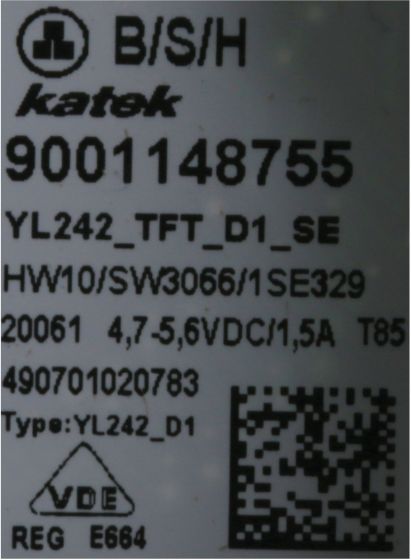 B/S/H
katek
9001148755
YL242_TFT_D1_SE
HW10/SW3066/1SE329
20061 4,7-5,6VDC/1,5A T85
490701020783
Type:YL242_D1
VDE
REG E664